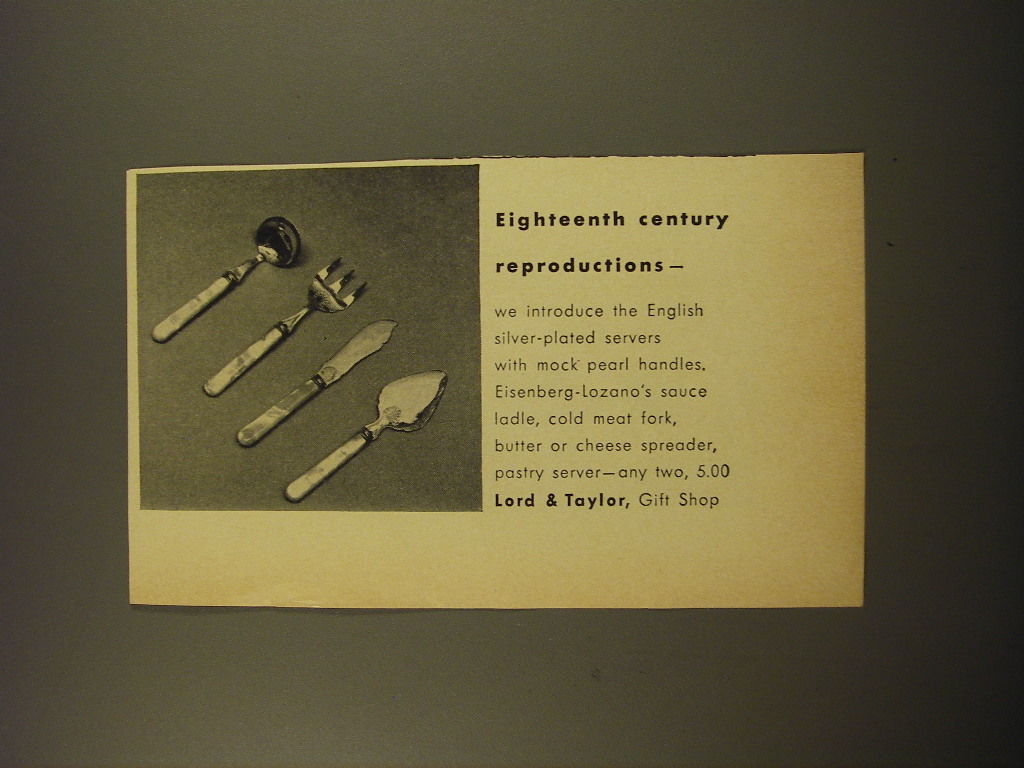 Eighteenth century
reproductions—
we introduce the English
silver-plated servers
with mock pearl handles.
Eisenberg-Lozano's sauce
ladle, cold meat fork,
butter or cheese spreader,
pastry server—any two, 5.00
Lord & Taylor, Gift Shop